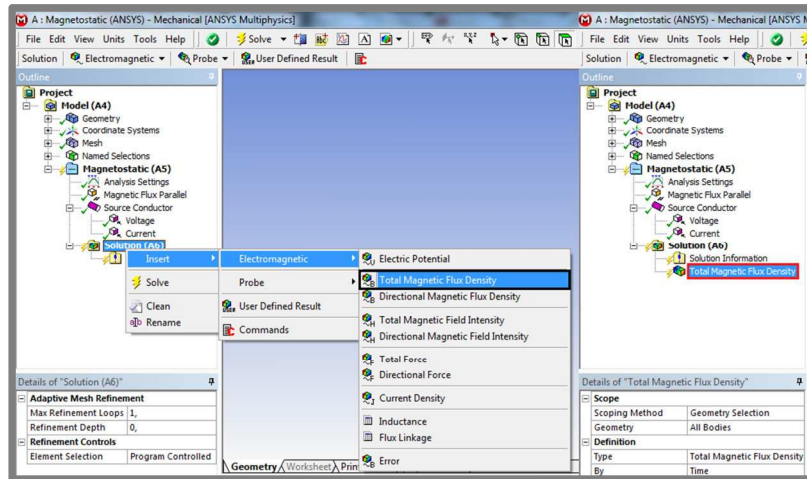 A : Magnetostatic (ANSYS) - Mechanical [ANSYS Multiphysics]
File Edit View Units Tools Help Solve
Solution Electromagnetic Probe User Defined Result
Outline
Project
Model (A4)
Geometry
Coordinate Systems
Mesh
Named Selections
Magnetostatic (A5)
Analysis Settings
Magnetic Flux Parallel
Source Conductor
Voltage
Current
Solution (A6)
Insert
Solve
Clean
Rename
Electromagnetic
Probe
User Defined Result
Commands
Electric Potential
Total Magnetic Flux Density
Directional Magnetic Flux Density
Total Magnetic Field Intensity
Directional Magnetic Field Intensity
Total Force
Directional Force
Current Density
Inductance
Flux Linkage
Error
Details of "Solution (A6)"
Adaptive Mesh Refinement
Max Refinement Loops 1,
Refinement Depth 0,
Refinement Controls
Element Selection Program Controlled
Geometry Worksheet Prin
A : Magnetostatic (ANSYS) - Mechanical [ANSYS M
File Edit View Units Tools Help
Solution Electromagnetic Probe
Outline
Project
Model (A4)
Geometry
Coordinate Systems
Mesh
Named Selections
Magnetostatic (A5)
Analysis Settings
Magnetic Flux Parallel
Source Conductor
Voltage
Current
Solution (A6)
Solution Information
Total Magnetic Flux Density
Details of "Total Magnetic Flux Density"
Scope
Scoping Method Geometry Selection
Geometry All Bodies
Definition
Type Total Magnetic Flux Density
By Time